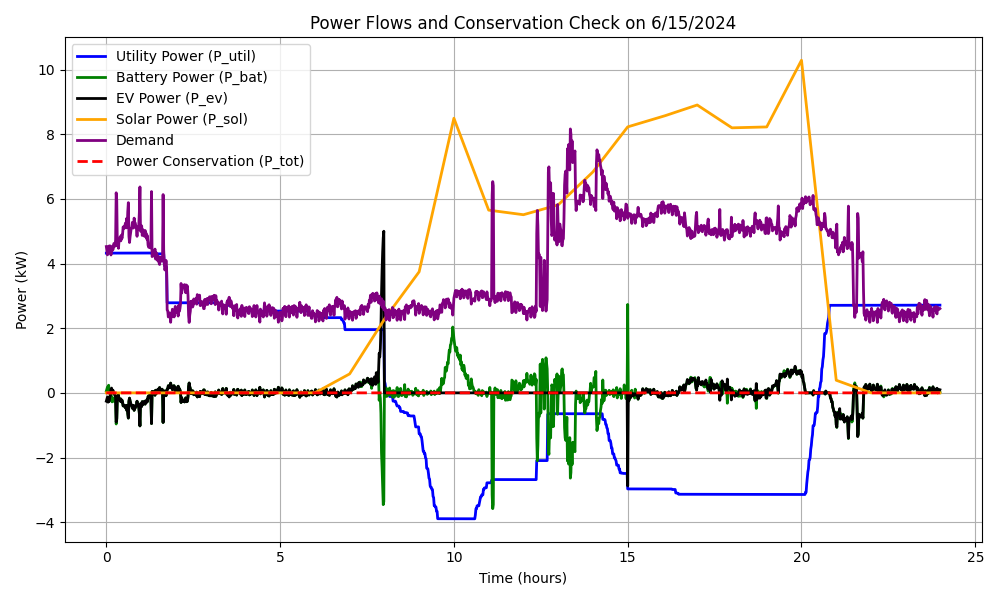 Power Flows and Conservation Check on 6/15/2024
Utility Power (P_util)
Battery Power (P_bat)
EV Power (P_ev)
Solar Power (P_sol)
Demand
Power Conservation (P_tot)
Power (kW)
10
8
6
4
2
0
−2
−4
0 5 10 15 20 25
Time (hours)